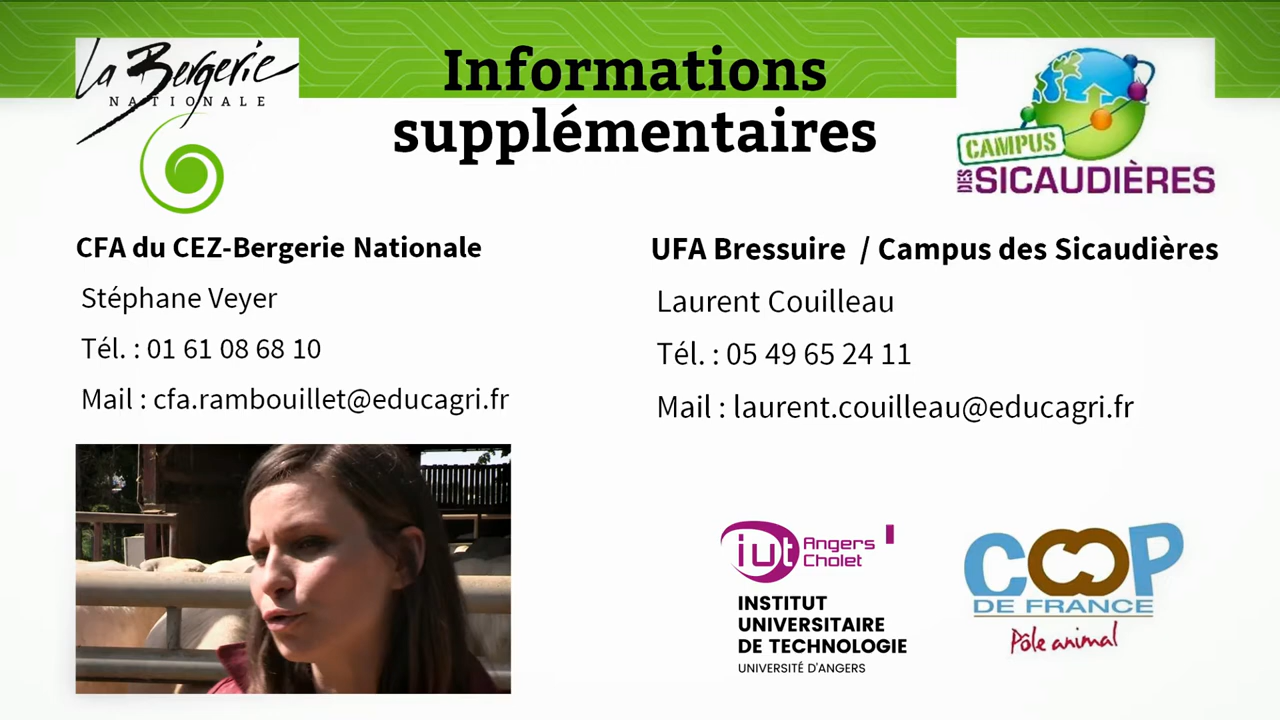 La Bergerie
NATIONALE
Informations
supplémentaires
CAMPUS
DES SICAUDIÈRES
CFA du CEZ-Bergerie Nationale
Stéphane Veyer
Tél. : 01 61 08 68 10
Mail : cfa.rambouillet@educagri.fr
UFA Bressuire / Campus des Sicaudières
Laurent Couilleau
Tél. : 05 49 65 24 11
Mail : laurent.couilleau@educagri.fr
iut Angers
Cholet
INSTITUT
UNIVERSITAIRE
DE TECHNOLOGIE
UNIVERSITÉ D'ANGERS
COOP
DE FRANCE
Pôle animal